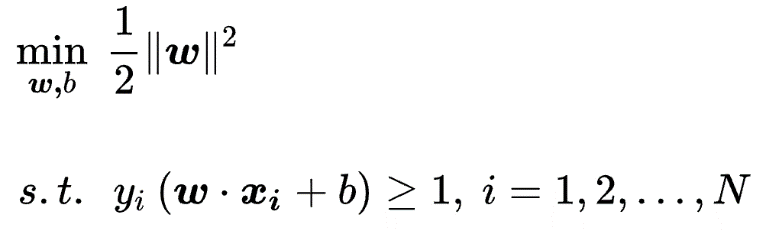 min_{w,b} 1/2 ‖w‖²
s.t. y_i (w · x_i + b) ≥ 1, i = 1, 2, . . . , N